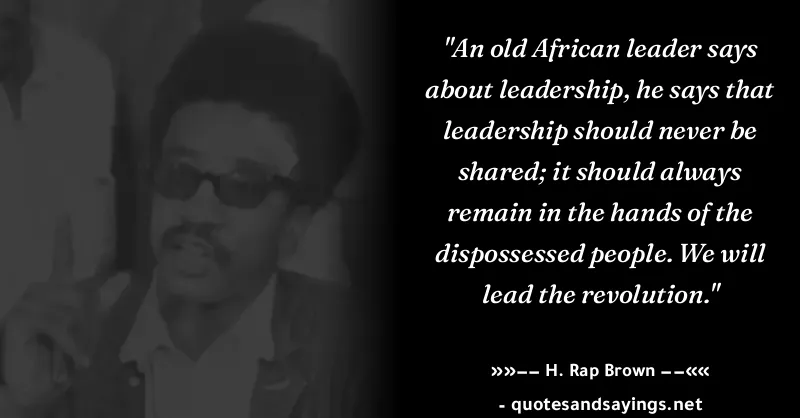 "An old African leader says
about leadership, he says that
leadership should never be
shared; it should always
remain in the hands of the
dispossessed people. We will
lead the revolution."
»»−− H. Rap Brown −−««
- quotesandsayings.net